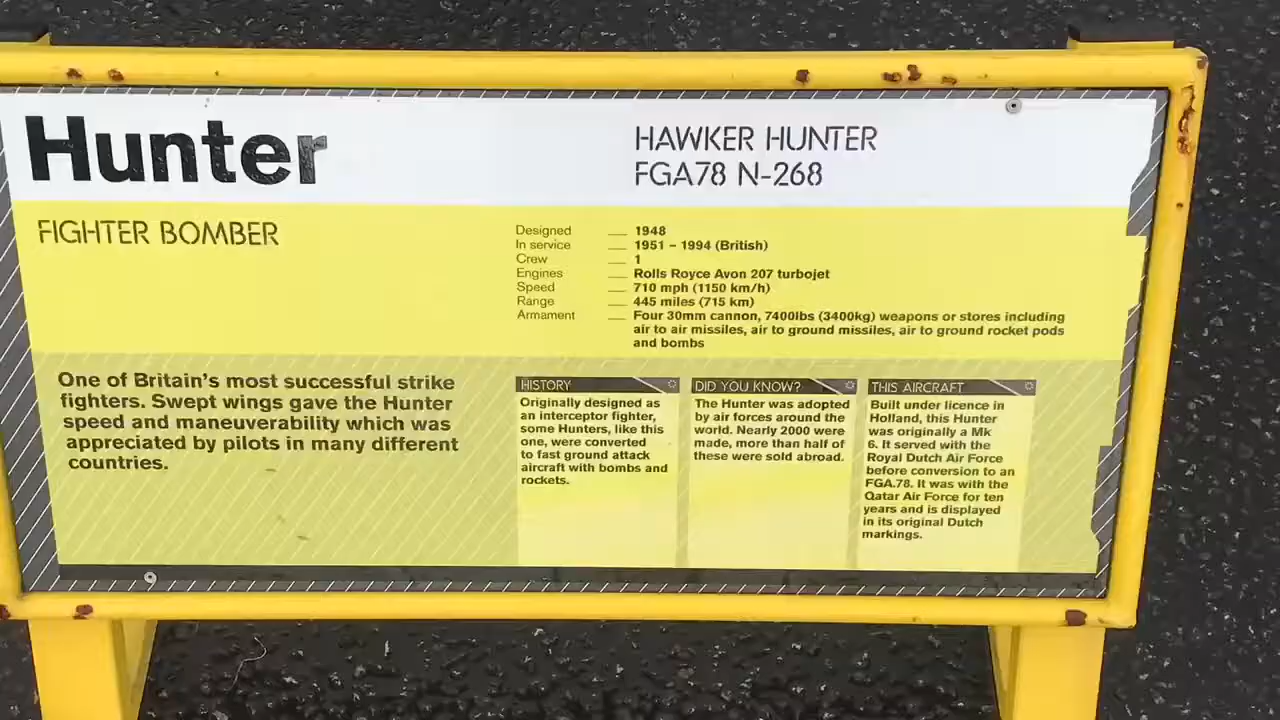 Hunter
HAWKER HUNTER
FGA78 N-268
FIGHTER BOMBER
Designed 1948
In service 1951 – 1994 (British)
Crew 1
Engines Rolls Royce Avon 207 turbojet
Speed 710 mph (1150 km/h)
Range 445 miles (715 km)
Armament Four 30mm cannon, 7400lbs (3400kg) weapons or stores including
air to air missiles, air to ground missiles, air to ground rocket pods
and bombs
One of Britain's most successful strike
fighters. Swept wings gave the Hunter
speed and maneuverability which was
appreciated by pilots in many different
countries.
HISTORY
Originally designed as
an interceptor fighter,
some Hunters, like this
one, were converted
to fast ground attack
aircraft with bombs and
rockets.
DID YOU KNOW?
The Hunter was adopted
by air forces around the
world. Nearly 2000 were
made, more than half of
these were sold abroad.
THIS AIRCRAFT
Built under licence in
Holland, this Hunter
was originally a Mk
6. It served with the
Royal Dutch Air Force
before conversion to an
FGA.78. It was with the
Qatar Air Force for ten
years and is displayed
in its original Dutch
markings.